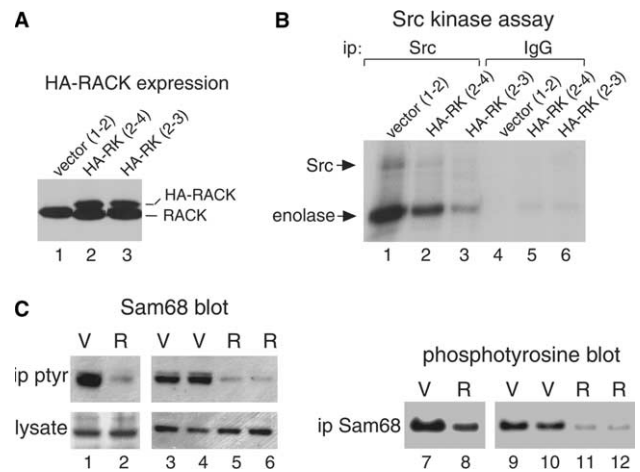 A
HA-RACK expression
vector (1-2)
HA-RK (2-4)
HA-RK (2-3)
HA-RACK
RACK
1 2 3
B
Src kinase assay
ip: Src IgG
vector (1-2)
HA-RK (2-4)
HA-RK (2-3)
vector (1-2)
HA-RK (2-4)
HA-RK (2-3)
Src
enolase
1 2 3 4 5 6
C
Sam68 blot
V R V V R R
ip ptyr
lysate
1 2 3 4 5 6
phosphotyrosine blot
V R V V R R
ip Sam68
7 8 9 10 11 12